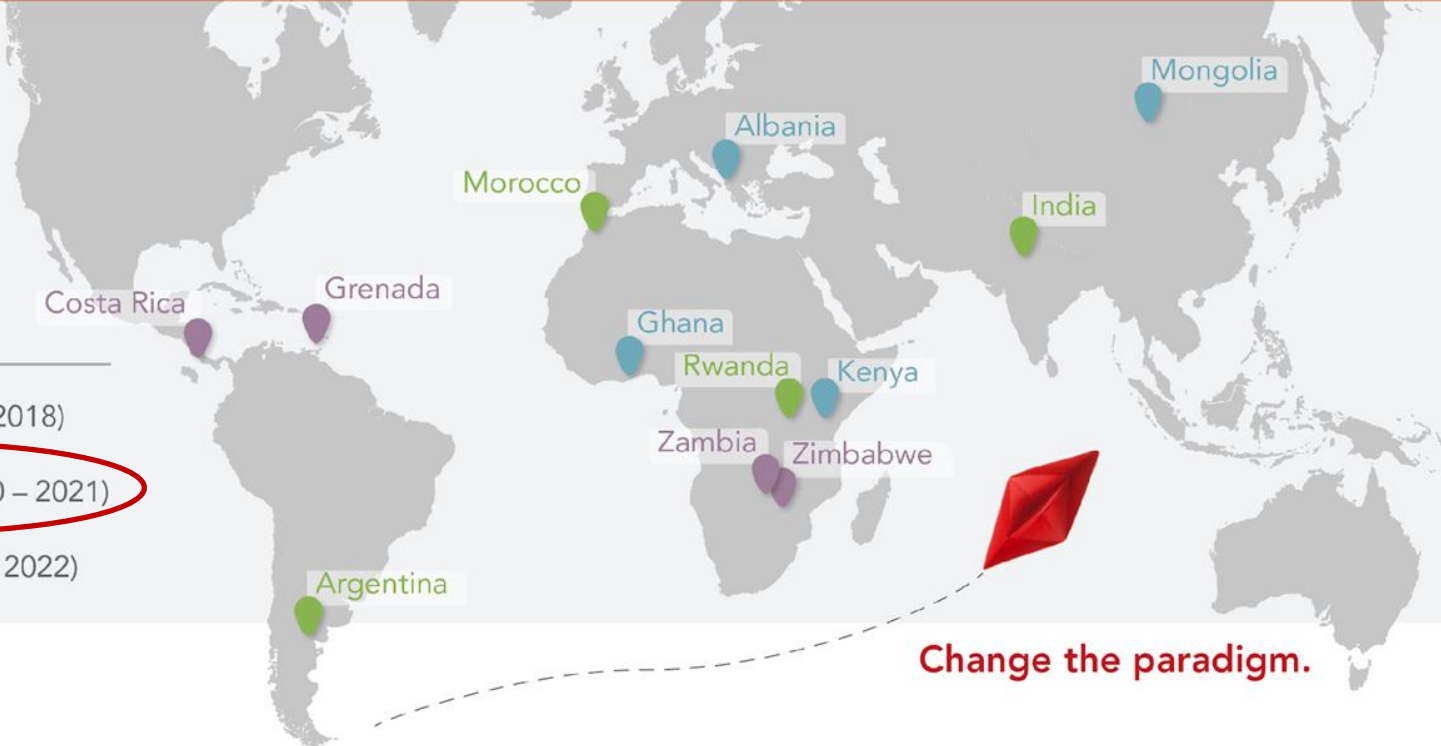 Mongolia
Albania
Morocco
India
Grenada
Costa Rica
Ghana
Rwanda
Kenya
2018)
Zambia
Zimbabwe
– 2021)
2022)
Argentina
Change the paradigm.